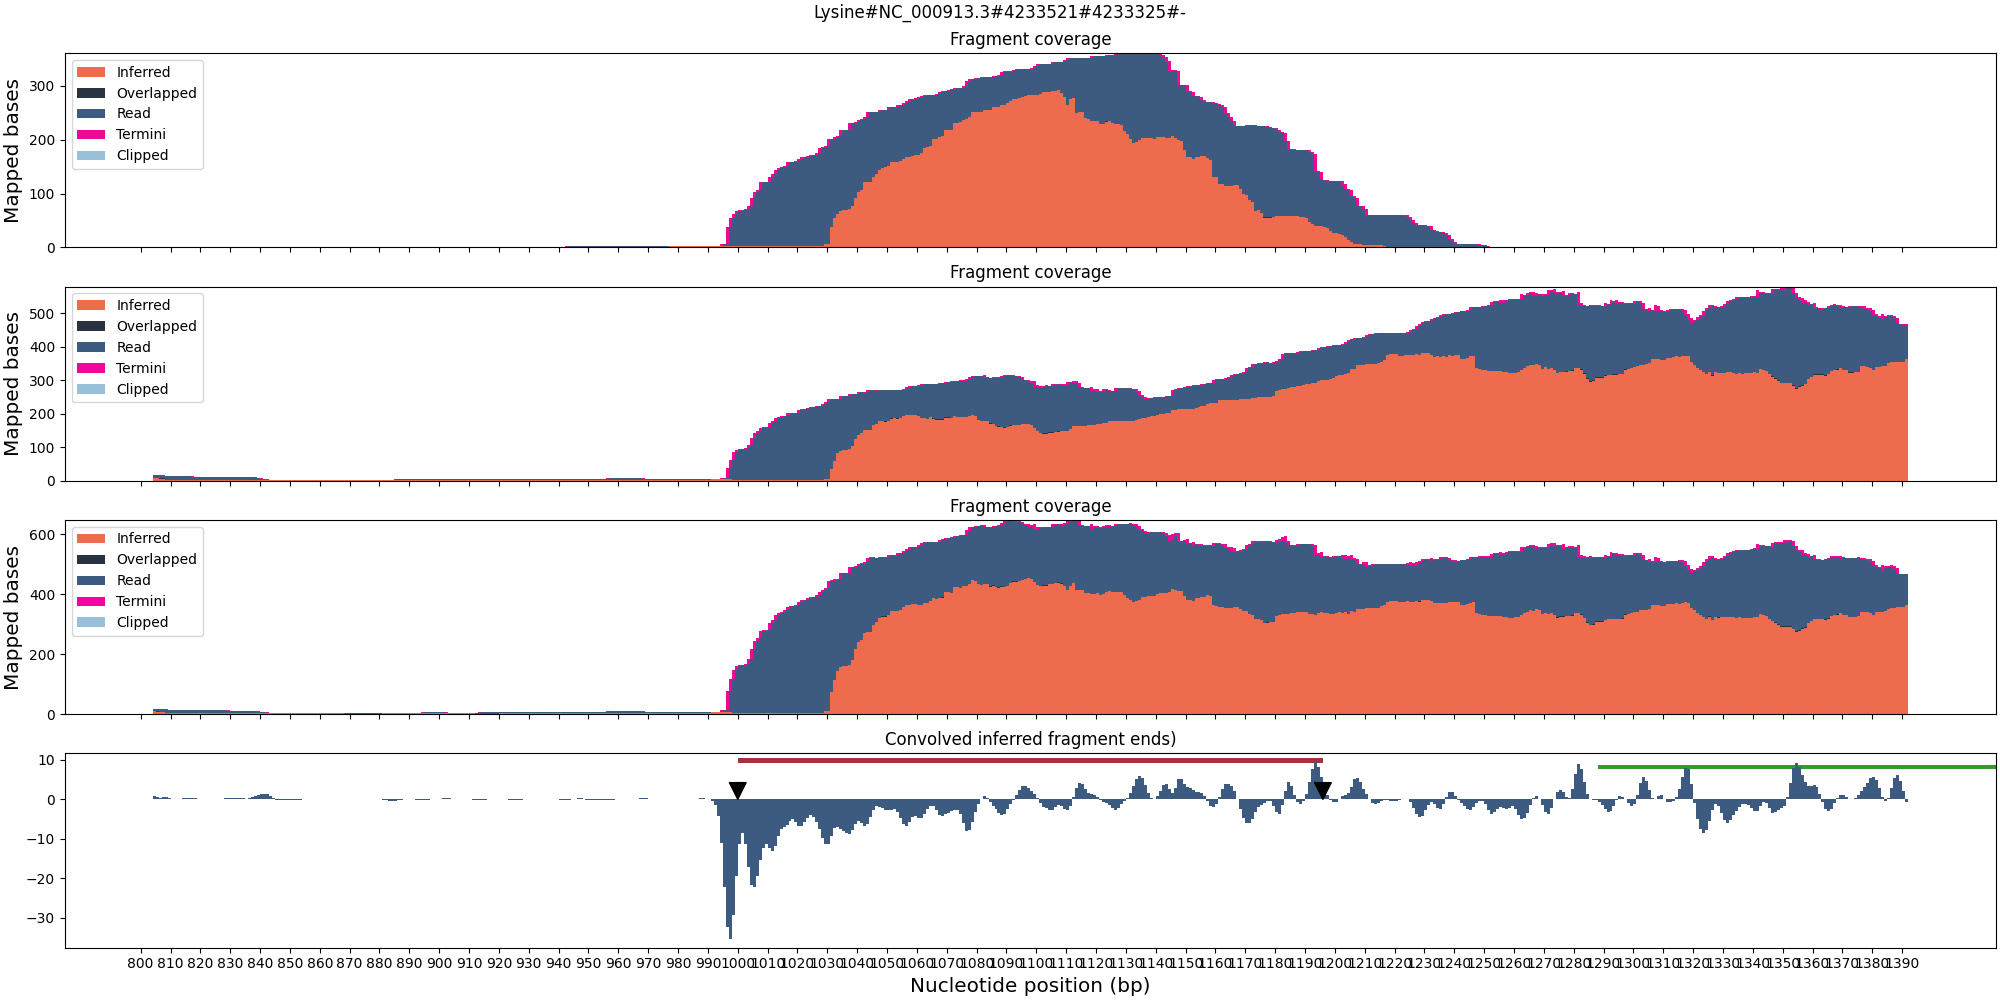 Lysine#NC_000913.3#4233521#4233325#-
Fragment coverage
Mapped bases
300
200
100
0
Inferred
Overlapped
Read
Termini
Clipped
Fragment coverage
Mapped bases
500
400
300
200
100
0
Inferred
Overlapped
Read
Termini
Clipped
Fragment coverage
Mapped bases
600
400
200
0
Inferred
Overlapped
Read
Termini
Clipped
Convolved inferred fragment ends)
10
0
−10
−20
−30
800 810 820 830 840 850 860 870 880 890 900 910 920 930 940 950 960 970 980 990 1000 1010 1020 1030 1040 1050 1060 1070 1080 1090 1100 1110 1120 1130 1140 1150 1160 1170 1180 1190 1200 1210 1220 1230 1240 1250 1260 1270 1280 1290 1300 1310 1320 1330 1340 1350 1360 1370 1380 1390
Nucleotide position (bp)